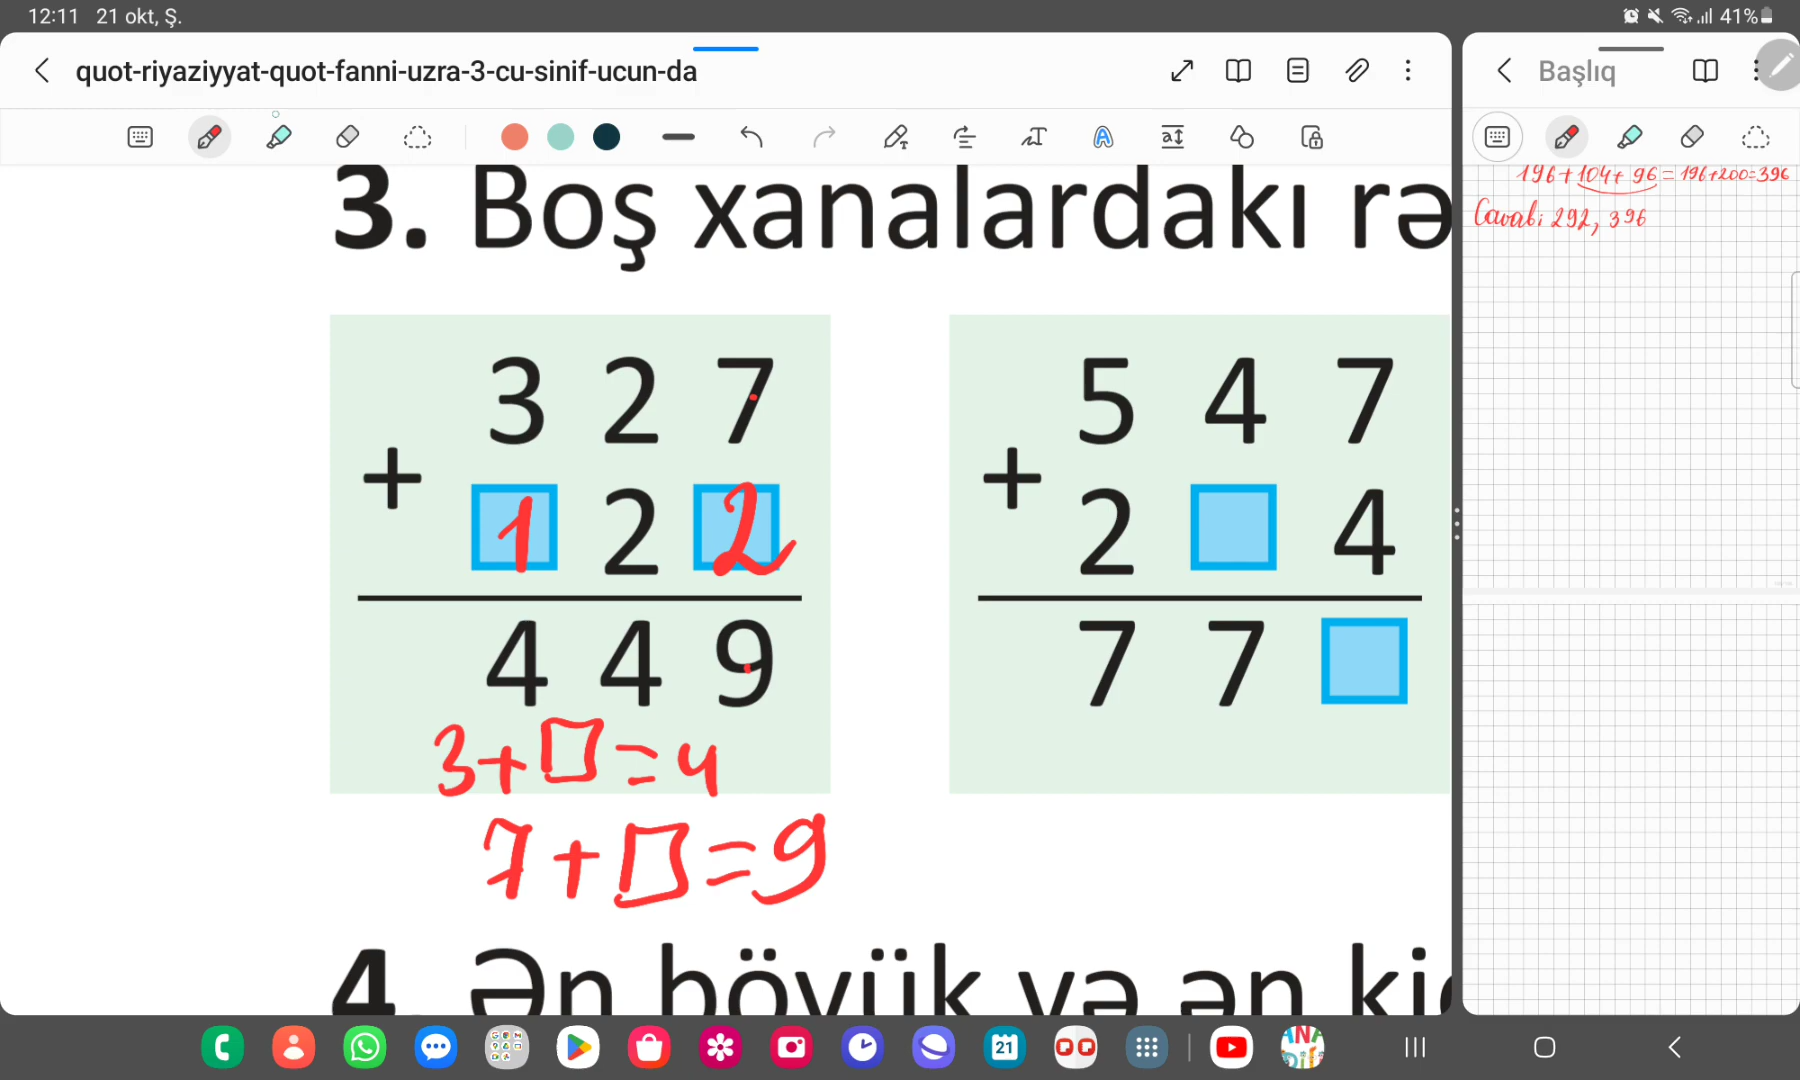 12:11 21 okt, Ş.
41%
quot-riyaziyyat-quot-fanni-uzra-3-cu-sinif-ucun-da
Başlıq
3. Boş xanalardakı rə
3 2 7
+
1 2 2
4 4 9
3+□=4
7+□=9
5 4 7
+
2 □ 4
7 7 □
4 Ən böyük və ən kiç
196+104+96=196+200=396
Cavab: 292, 396
21